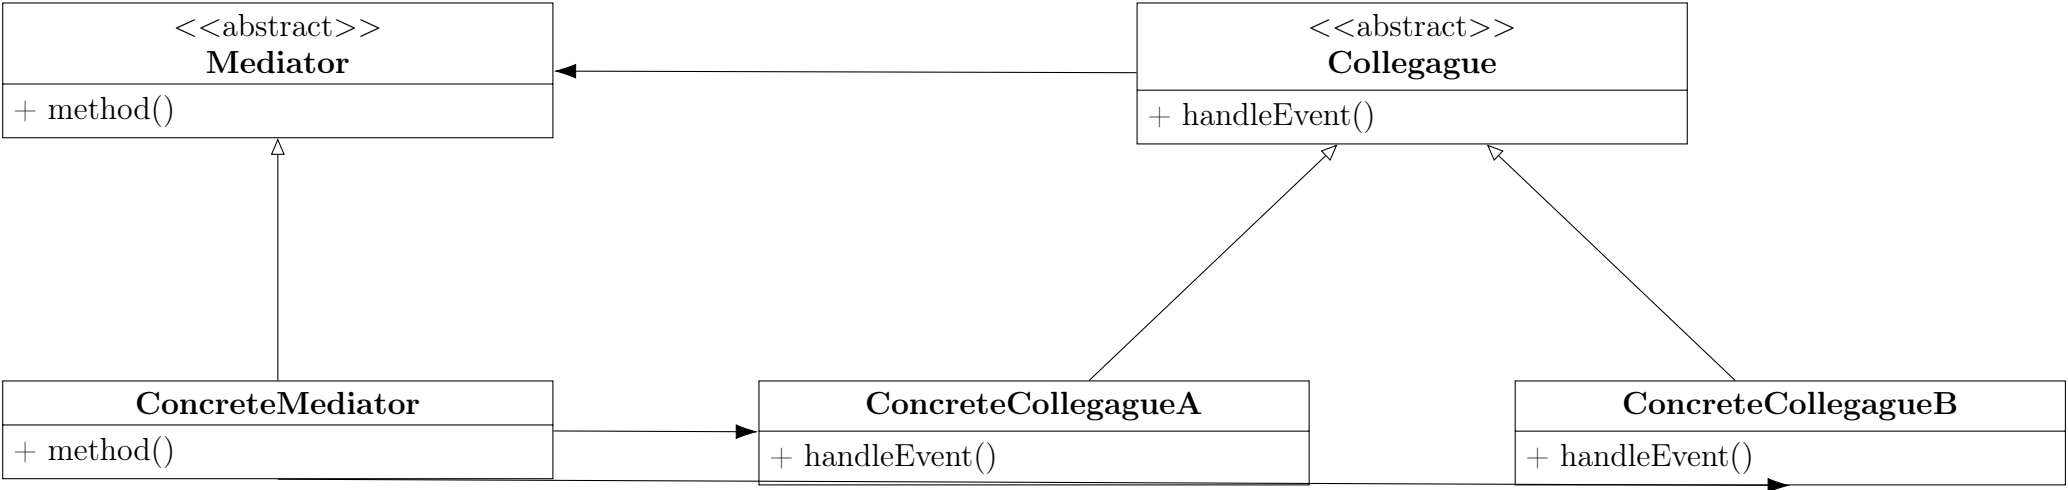 <<abstract>>
Mediator
+ method()
<<abstract>>
Collegague
+ handleEvent()
ConcreteMediator
+ method()
ConcreteCollegagueA
+ handleEvent()
ConcreteCollegagueB
+ handleEvent()